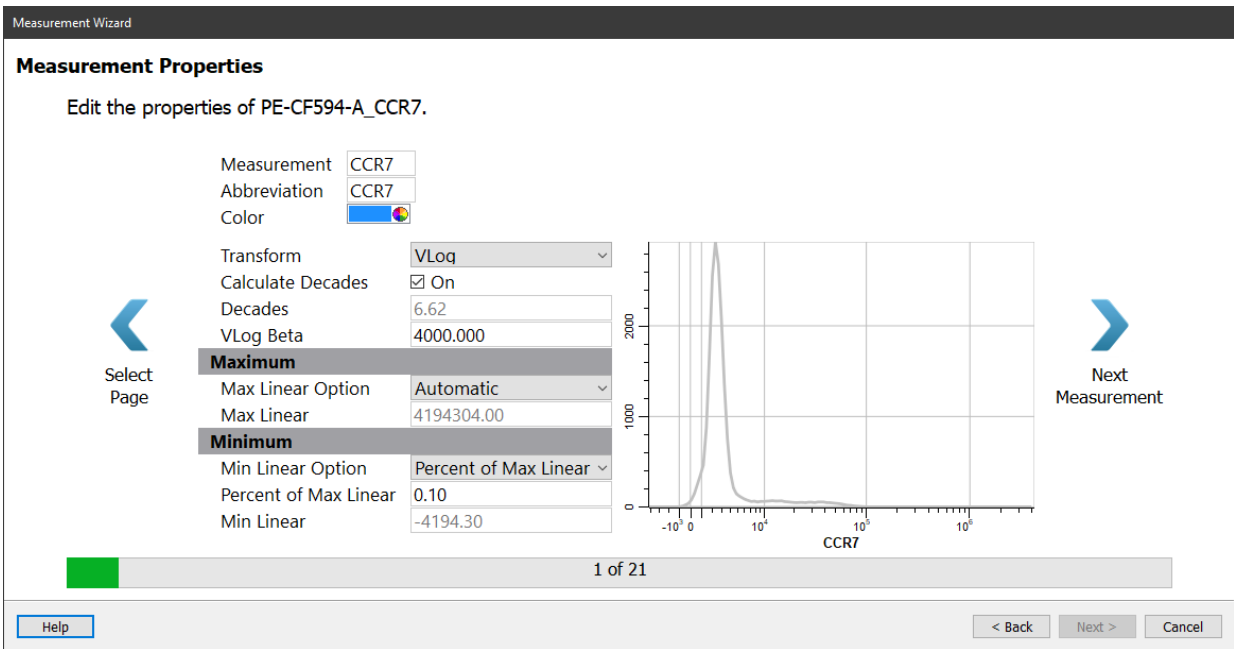 Measurement Wizard
Measurement Properties
Edit the properties of PE-CF594-A_CCR7.
Measurement CCR7
Abbreviation CCR7
Color
Transform VLog
Calculate Decades On
Decades 6.62
VLog Beta 4000.000
Maximum
Max Linear Option Automatic
Max Linear 4194304.00
Minimum
Min Linear Option Percent of Max Linear
Percent of Max Linear 0.10
Min Linear -4194.30
Select
Page
2000
1000
0
-10³ 0 10⁴ 10⁵ 10⁶
CCR7
Next
Measurement
1 of 21
Help < Back Next > Cancel